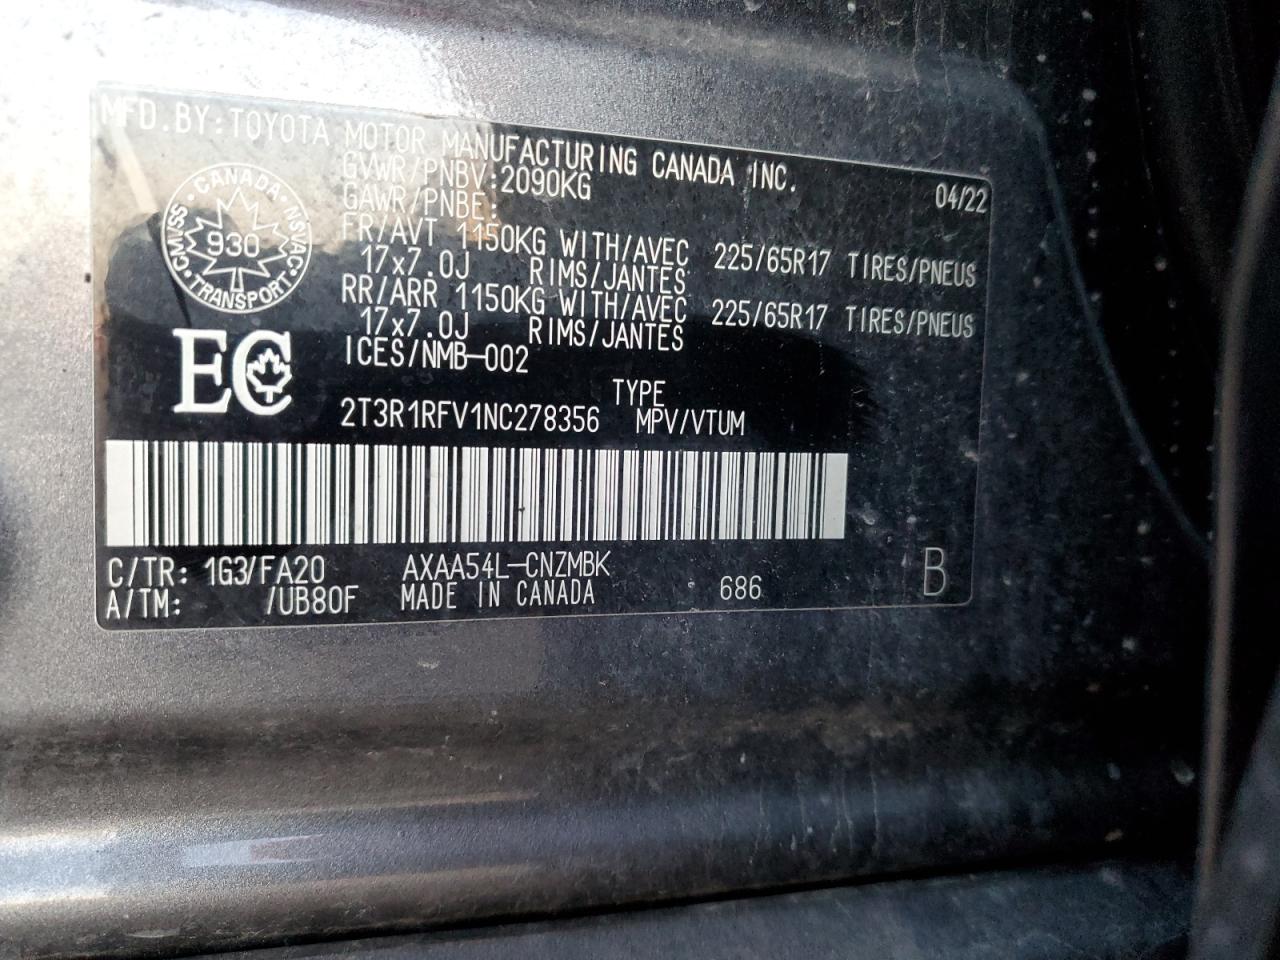 MFD.BY:TOYOTA MOTOR MANUFACTURING CANADA INC.
GVWR/PNBV:2090KG 04/22
GAWR/PNBE:
FR/AVT 1150KG WITH/AVEC 225/65R17 TIRES/PNEUS
17x7.0J RIMS/JANTES
RR/ARR 1150KG WITH/AVEC 225/65R17 TIRES/PNEUS
17x7.0J RIMS/JANTES
ICES/NMB-002
CANADA · NSVAC · TRANSPORT · CMVSS ·
930
EC
TYPE
2T3R1RFV1NC278356 MPV/VTUM
C/TR: 1G3/FA20 AXAA54L-CNZMBK
A/TM: /UB80F MADE IN CANADA 686 B